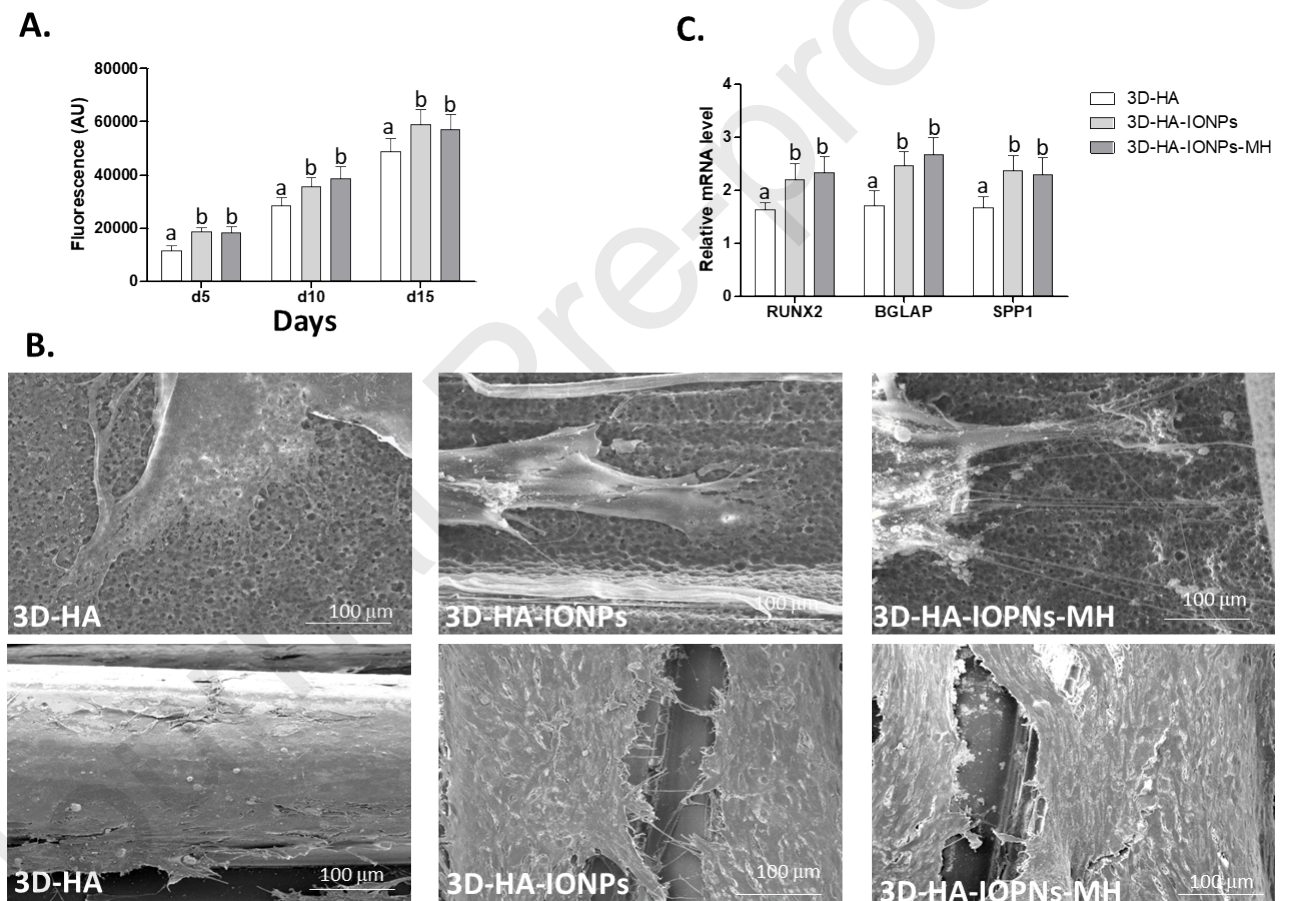 A.
80000
60000
40000
20000
0
Fluorescence (AU)
a b b
a b b
a b b
d5 d10 d15
Days
C.
4
3
2
1
0
Relative mRNA level
a b b
a b b
a b b
RUNX2 BGLAP SPP1
3D-HA
3D-HA-IONPs
3D-HA-IONPs-MH
B.
3D-HA
100 µm
3D-HA-IONPs
100 µm
3D-HA-IOPNs-MH
100 µm
3D-HA
100 µm
3D-HA-IONPs
100 µm
3D-HA-IOPNs-MH
100 µm
Pre-proo